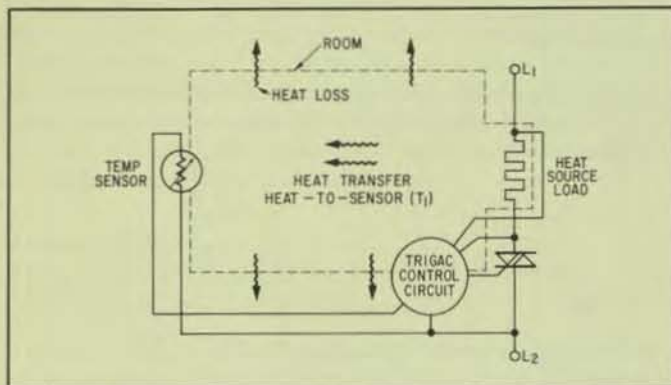 ROOM
L1
HEAT LOSS
TEMP
SENSOR
HEAT TRANSFER
HEAT-TO-SENSOR (T1)
HEAT
SOURCE
LOAD
TRIGAC
CONTROL
CIRCUIT
L2